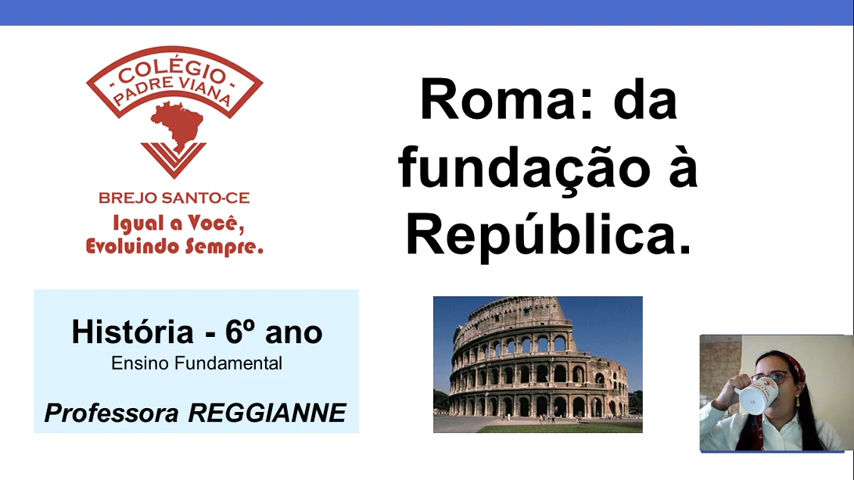 - COLÉGIO -
PADRE VIANA
BREJO SANTO-CE
Igual a Você,
Evoluindo Sempre.
Roma: da
fundação à
República.
História - 6º ano
Ensino Fundamental
Professora REGGIANNE